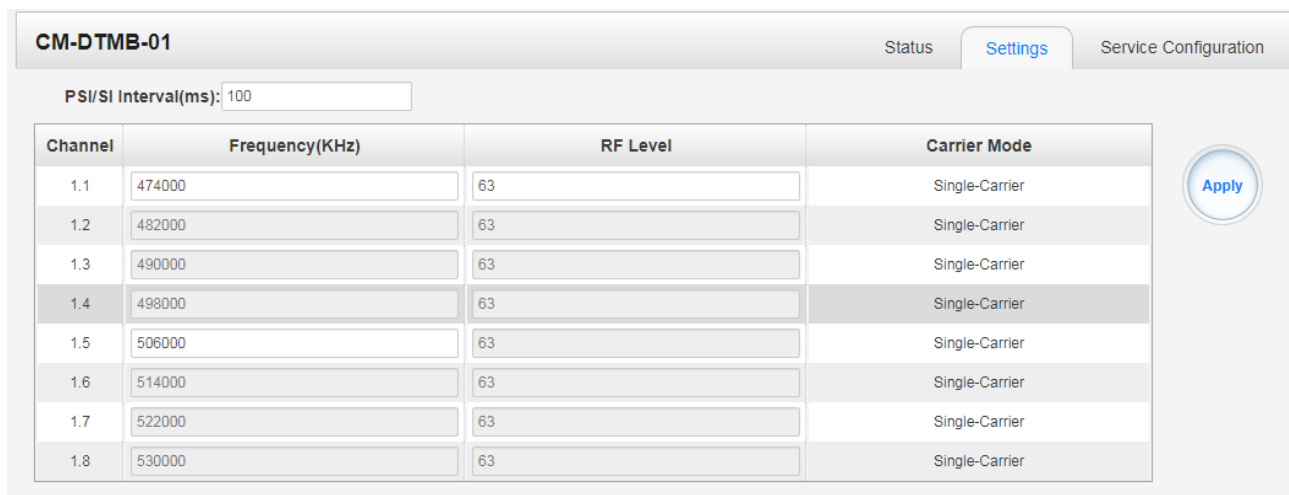 CM-DTMB-01 Status Settings Service Configuration
PSI/SI Interval(ms): 100
Channel Frequency(KHz) RF Level Carrier Mode
1.1 474000 63 Single-Carrier Apply
1.2 482000 63 Single-Carrier
1.3 490000 63 Single-Carrier
1.4 498000 63 Single-Carrier
1.5 506000 63 Single-Carrier
1.6 514000 63 Single-Carrier
1.7 522000 63 Single-Carrier
1.8 530000 63 Single-Carrier